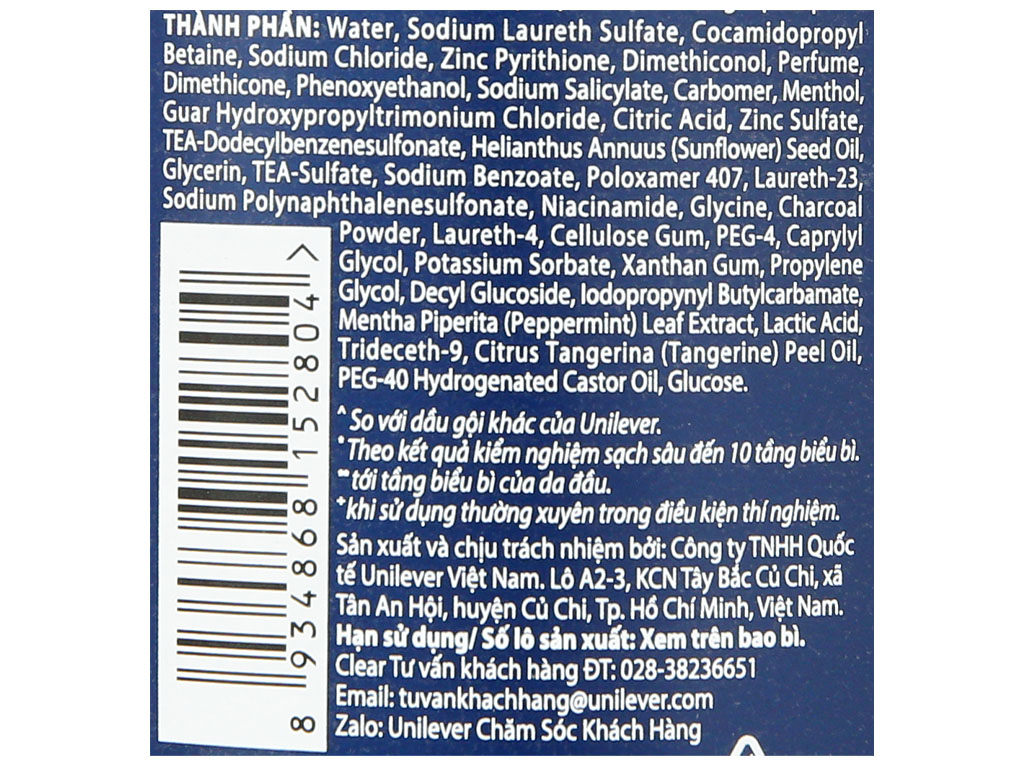 THÀNH PHẦN: Water, Sodium Laureth Sulfate, Cocamidopropyl
Betaine, Sodium Chloride, Zinc Pyrithione, Dimethiconol, Perfume,
Dimethicone, Phenoxyethanol, Sodium Salicylate, Carbomer, Menthol,
Guar Hydroxypropyltrimonium Chloride, Citric Acid, Zinc Sulfate,
TEA-Dodecylbenzenesulfonate, Helianthus Annuus (Sunflower) Seed Oil,
Glycerin, TEA-Sulfate, Sodium Benzoate, Poloxamer 407, Laureth-23,
Sodium Polynaphthalenesulfonate, Niacinamide, Glycine, Charcoal
Powder, Laureth-4, Cellulose Gum, PEG-4, Caprylyl
Glycol, Potassium Sorbate, Xanthan Gum, Propylene
Glycol, Decyl Glucoside, Iodopropynyl Butylcarbamate,
Mentha Piperita (Peppermint) Leaf Extract, Lactic Acid,
Trideceth-9, Citrus Tangerina (Tangerine) Peel Oil,
PEG-40 Hydrogenated Castor Oil, Glucose.
^ So với dầu gội khác của Unilever.
*Theo kết quả kiểm nghiệm sạch sâu đến 10 tầng biểu bì.
**tới tầng biểu bì của da đầu.
+khi sử dụng thường xuyên trong điều kiện thí nghiệm.
Sản xuất và chịu trách nhiệm bởi: Công ty TNHH Quốc
tế Unilever Việt Nam. Lô A2-3, KCN Tây Bắc Củ Chi, xã
Tân An Hội, huyện Củ Chi, Tp. Hồ Chí Minh, Việt Nam.
Hạn sử dụng/ Số lô sản xuất: Xem trên bao bì.
Clear Tư vấn khách hàng ĐT: 028-38236651
Email: tuvankhachhang@unilever.com
Zalo: Unilever Chăm Sóc Khách Hàng
8 934868 152804 >